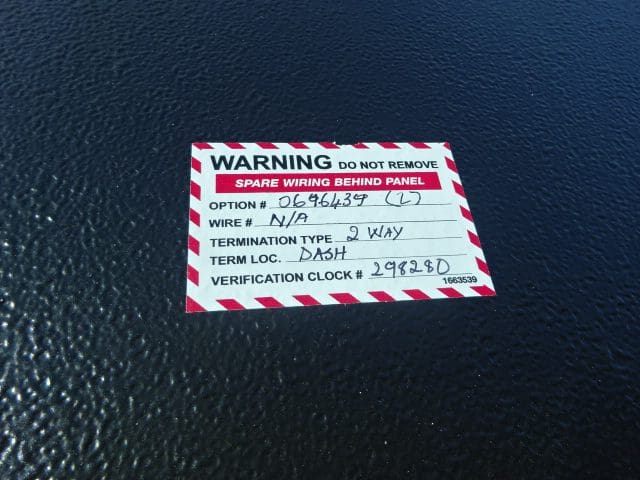 WARNING DO NOT REMOVE
SPARE WIRING BEHIND PANEL
OPTION # 0696439 (2)
WIRE # N/A
TERMINATION TYPE 2 WAY
TERM LOC. DASH
VERIFICATION CLOCK # 298280
1663539